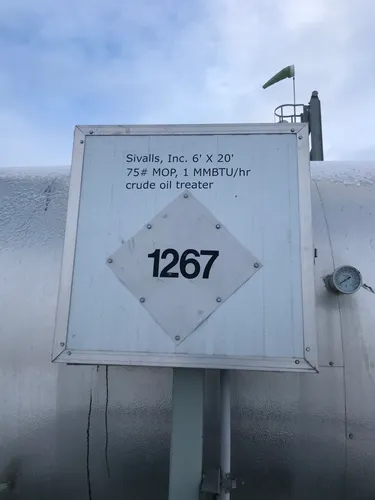 Sivalls, Inc. 6' X 20'
75# MOP, 1 MMBTU/hr
crude oil treater
1267